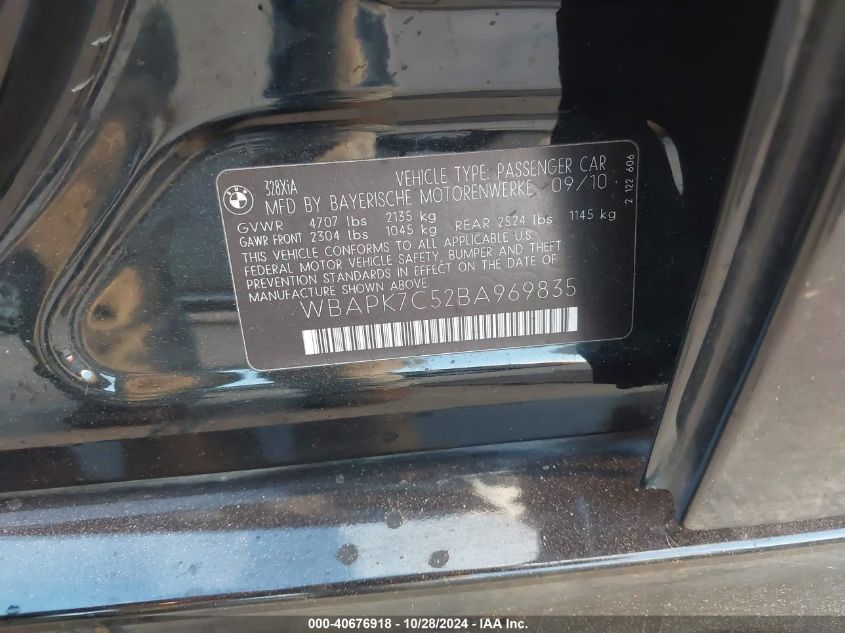 BMW
328XiA VEHICLE TYPE: PASSENGER CAR
MFD BY BAYERISCHE MOTORENWERKE 09/10
GVWR 4707 lbs 2135 kg
GAWR FRONT 2304 lbs 1045 kg REAR 2524 lbs 1145 kg
THIS VEHICLE CONFORMS TO ALL APPLICABLE U.S.
FEDERAL MOTOR VEHICLE SAFETY, BUMPER AND THEFT
PREVENTION STANDARDS IN EFFECT ON THE DATE OF
MANUFACTURE SHOWN ABOVE.
WBAPK7C52BA969835
2 122 606
000-40676918 - 10/28/2024 - IAA Inc.